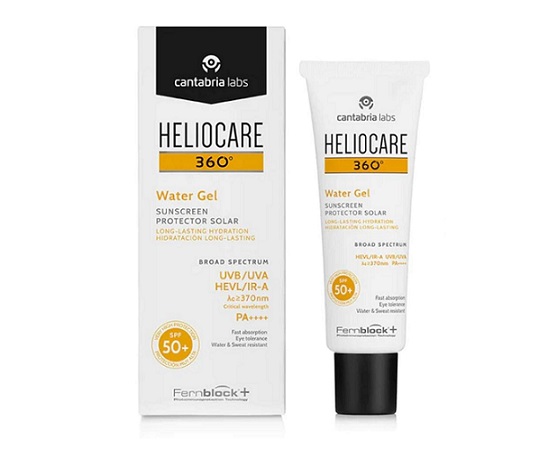 cantabria labs
HELIOCARE
360°
Water Gel
SUNSCREEN
PROTECTOR SOLAR
LONG-LASTING HYDRATION
HIDRATACIÓN LONG-LASTING
BROAD SPECTRUM
UVB/UVA
HEVL/IR-A
λc≥370nm
Critical wavelength
PA++++
Fast absorption
Eye tolerance
Water & Sweat resistant
SPF
50+
Fernblock+
cantabria labs
HELIOCARE
360°
Water Gel
SUNSCREEN
PROTECTOR SOLAR
LONG-LASTING HYDRATION
HIDRATACIÓN LONG-LASTING
BROAD SPECTRUM
HEVL/IR-A UVB/UVA
λc≥370nm PA++++
SPF
50+
Fast absorption
Eye tolerance
Water & Sweat resistant
Fernblock+